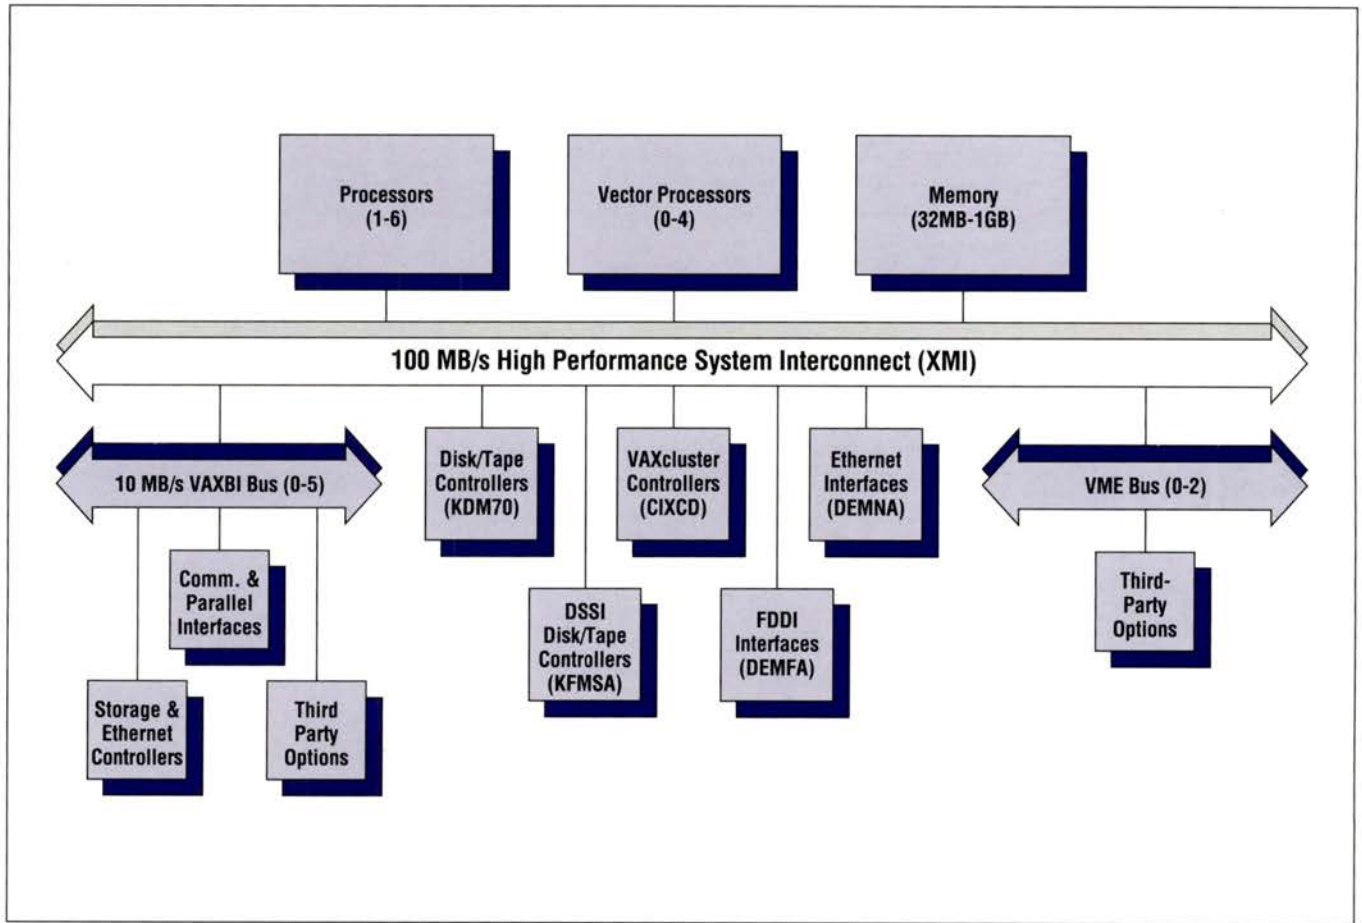 Processors
(1-6)
Vector Processors
(0-4)
Memory
(32MB-1GB)
100 MB/s High Performance System Interconnect (XMI)
10 MB/s VAXBI Bus (0-5)
Disk/Tape
Controllers
(KDM70)
VAXcluster
Controllers
(CIXCD)
Ethernet
Interfaces
(DEMNA)
VME Bus (0-2)
Comm. &
Parallel
Interfaces
DSSI
Disk/Tape
Controllers
(KFMSA)
FDDI
Interfaces
(DEMFA)
Third-
Party
Options
Storage &
Ethernet
Controllers
Third
Party
Options